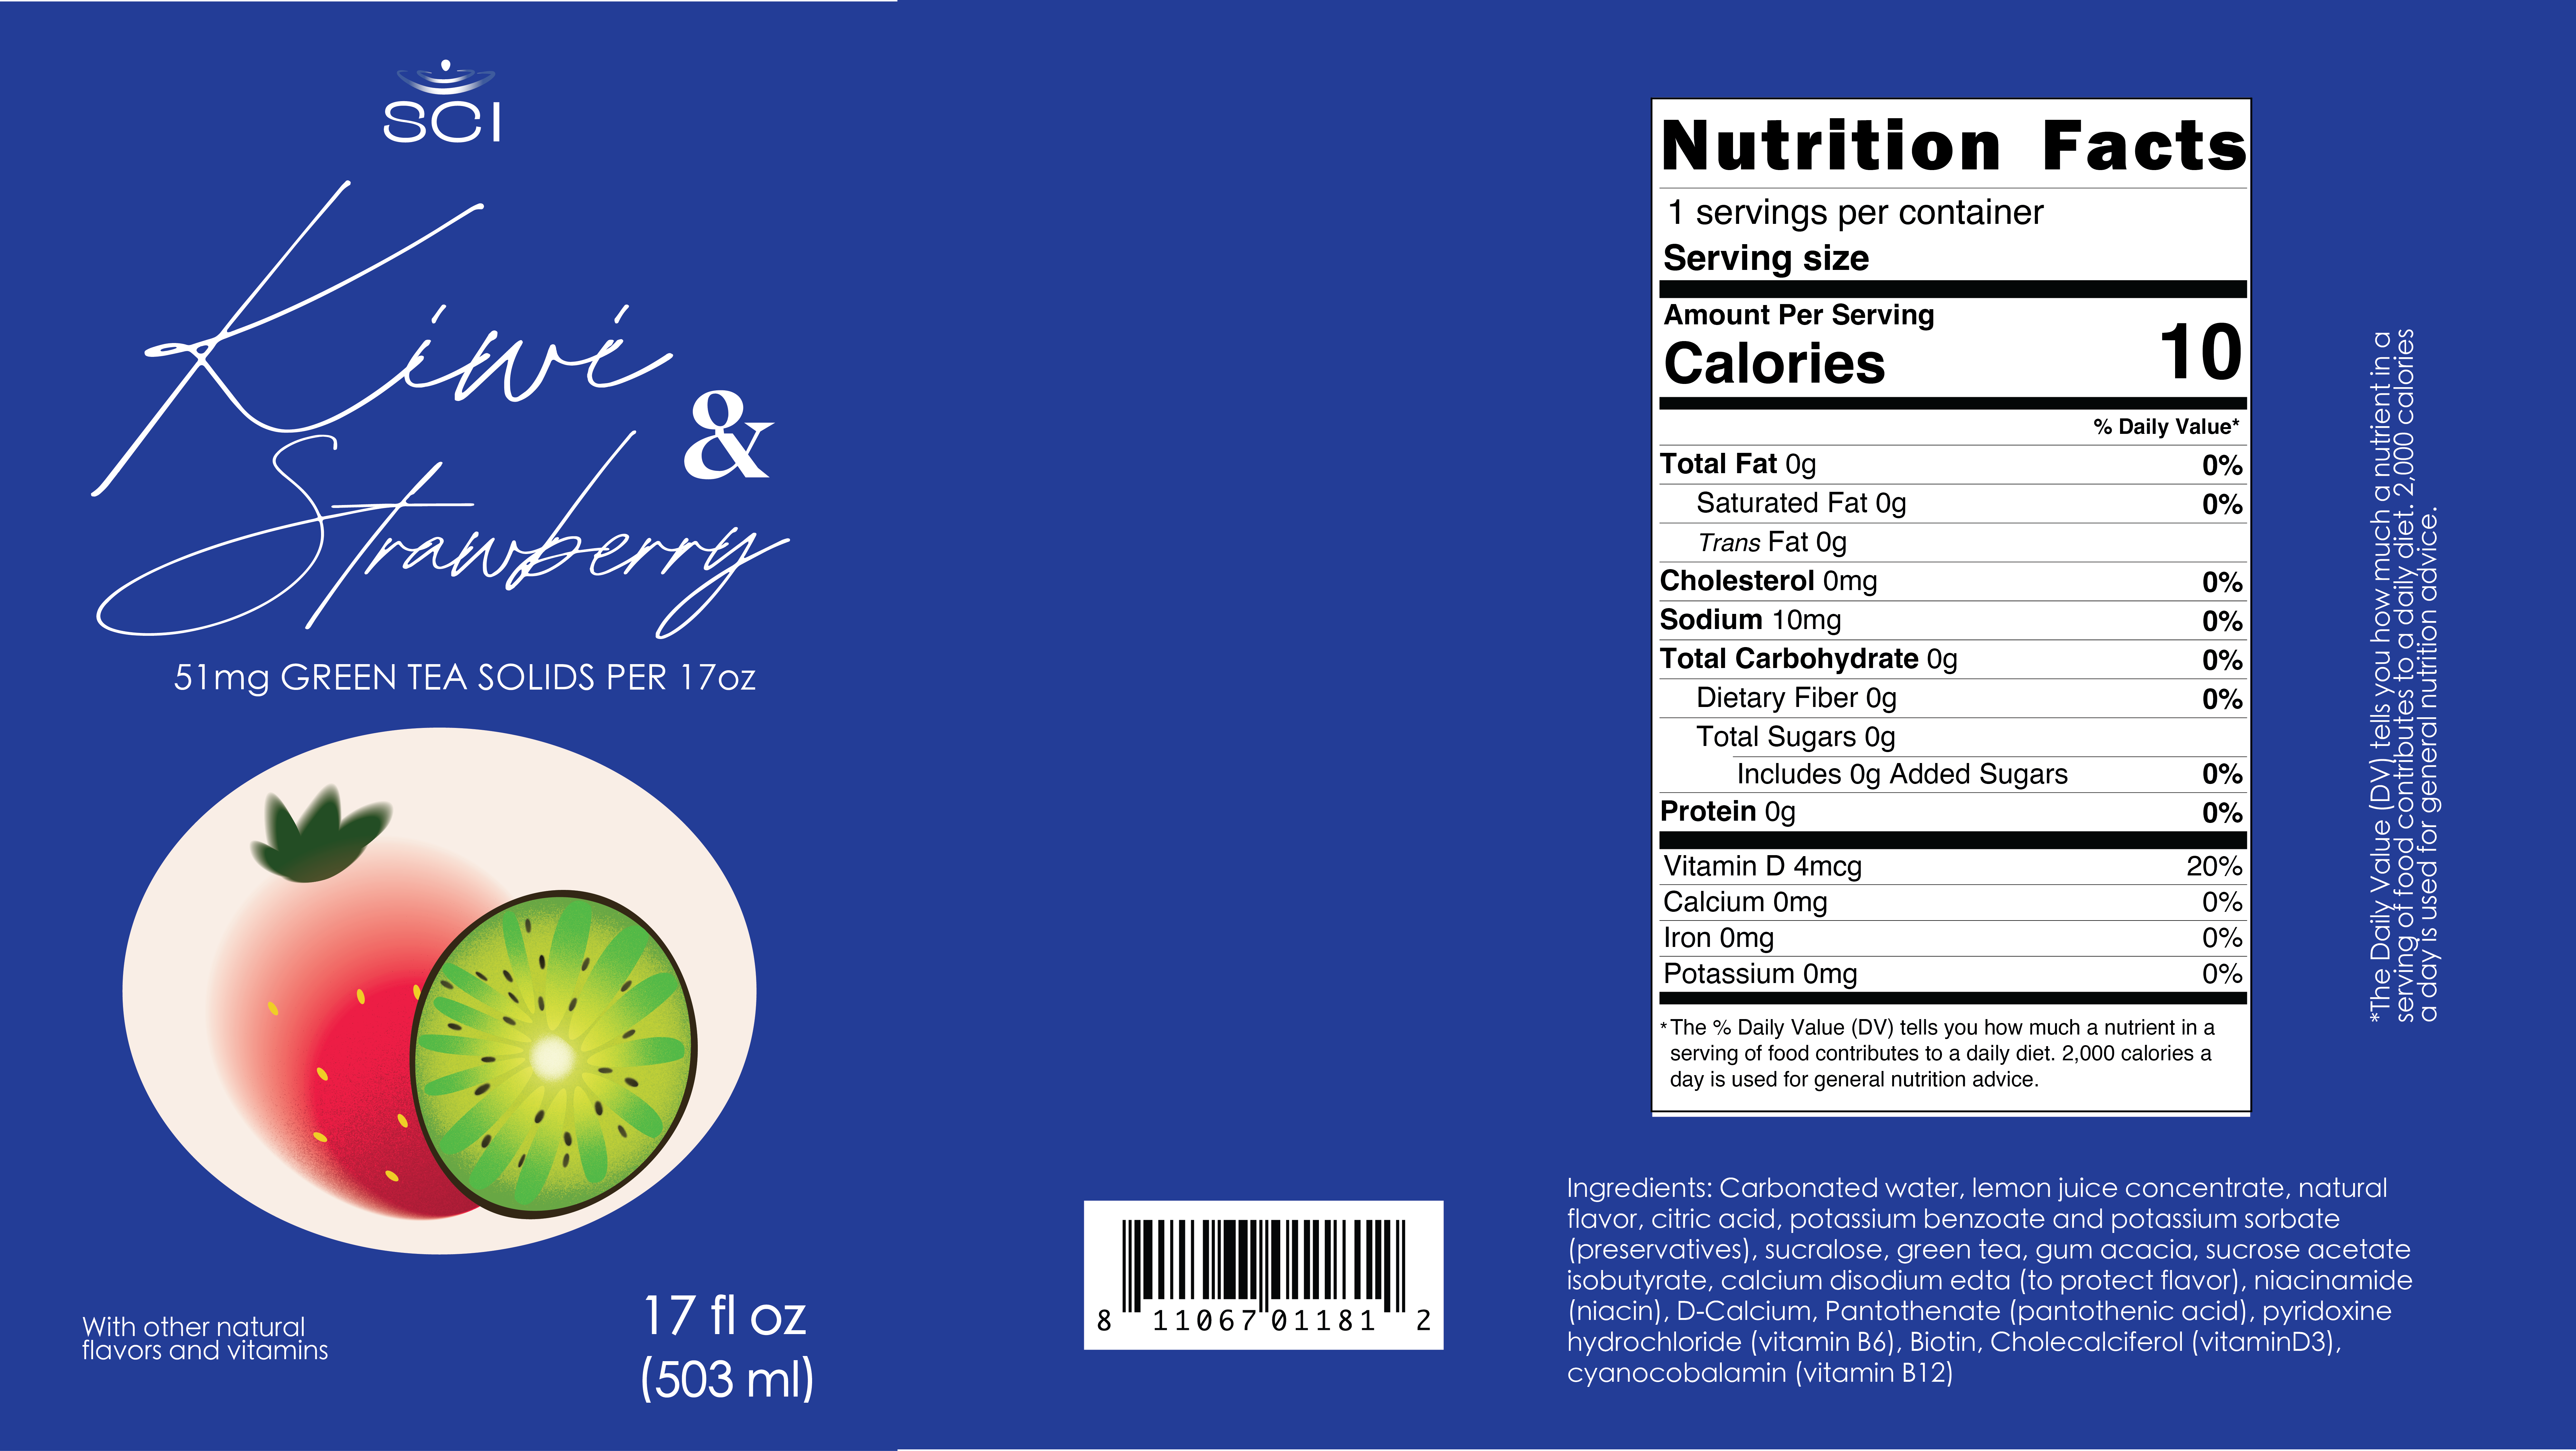 SCI
Kiwi
&
Strawberry
51mg GREEN TEA SOLIDS PER 17oz
With other natural
flavors and vitamins
17 fl oz
(503 ml)
8 11067 01181 2
Nutrition Facts
1 servings per container
Serving size
Amount Per Serving
Calories 10
% Daily Value*
Total Fat 0g 0%
Saturated Fat 0g 0%
Trans Fat 0g
Cholesterol 0mg 0%
Sodium 10mg 0%
Total Carbohydrate 0g 0%
Dietary Fiber 0g 0%
Total Sugars 0g
Includes 0g Added Sugars 0%
Protein 0g 0%
Vitamin D 4mcg 20%
Calcium 0mg 0%
Iron 0mg 0%
Potassium 0mg 0%
* The % Daily Value (DV) tells you how much a nutrient in a
serving of food contributes to a daily diet. 2,000 calories a
day is used for general nutrition advice.
Ingredients: Carbonated water, lemon juice concentrate, natural
flavor, citric acid, potassium benzoate and potassium sorbate
(preservatives), sucralose, green tea, gum acacia, sucrose acetate
isobutyrate, calcium disodium edta (to protect flavor), niacinamide
(niacin), D-Calcium, Pantothenate (pantothenic acid), pyridoxine
hydrochloride (vitamin B6), Biotin, Cholecalciferol (vitaminD3),
cyanocobalamin (vitamin B12)
*The Daily Value (DV) tells you how much a nutrient in a
serving of food contributes to a daily diet. 2,000 calories
a day is used for general nutrition advice.